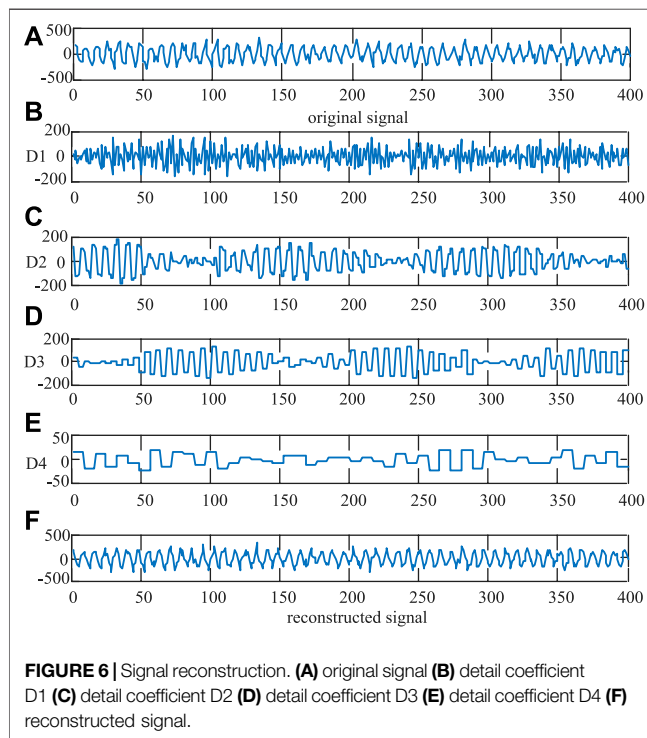 A
500
0
-500
0 50 100 150 200 250 300 350 400
original signal
B
200
D1 0
-200
0 50 100 150 200 250 300 350 400
C
200
D2 0
-200
0 50 100 150 200 250 300 350 400
D
200
D3 0
-200
0 50 100 150 200 250 300 350 400
E
50
D4 0
-50
0 50 100 150 200 250 300 350 400
F
500
0
-500
0 50 100 150 200 250 300 350 400
reconstructed signal
FIGURE 6 | Signal reconstruction. (A) original signal (B) detail coefficient
D1 (C) detail coefficient D2 (D) detail coefficient D3 (E) detail coefficient D4 (F)
reconstructed signal.